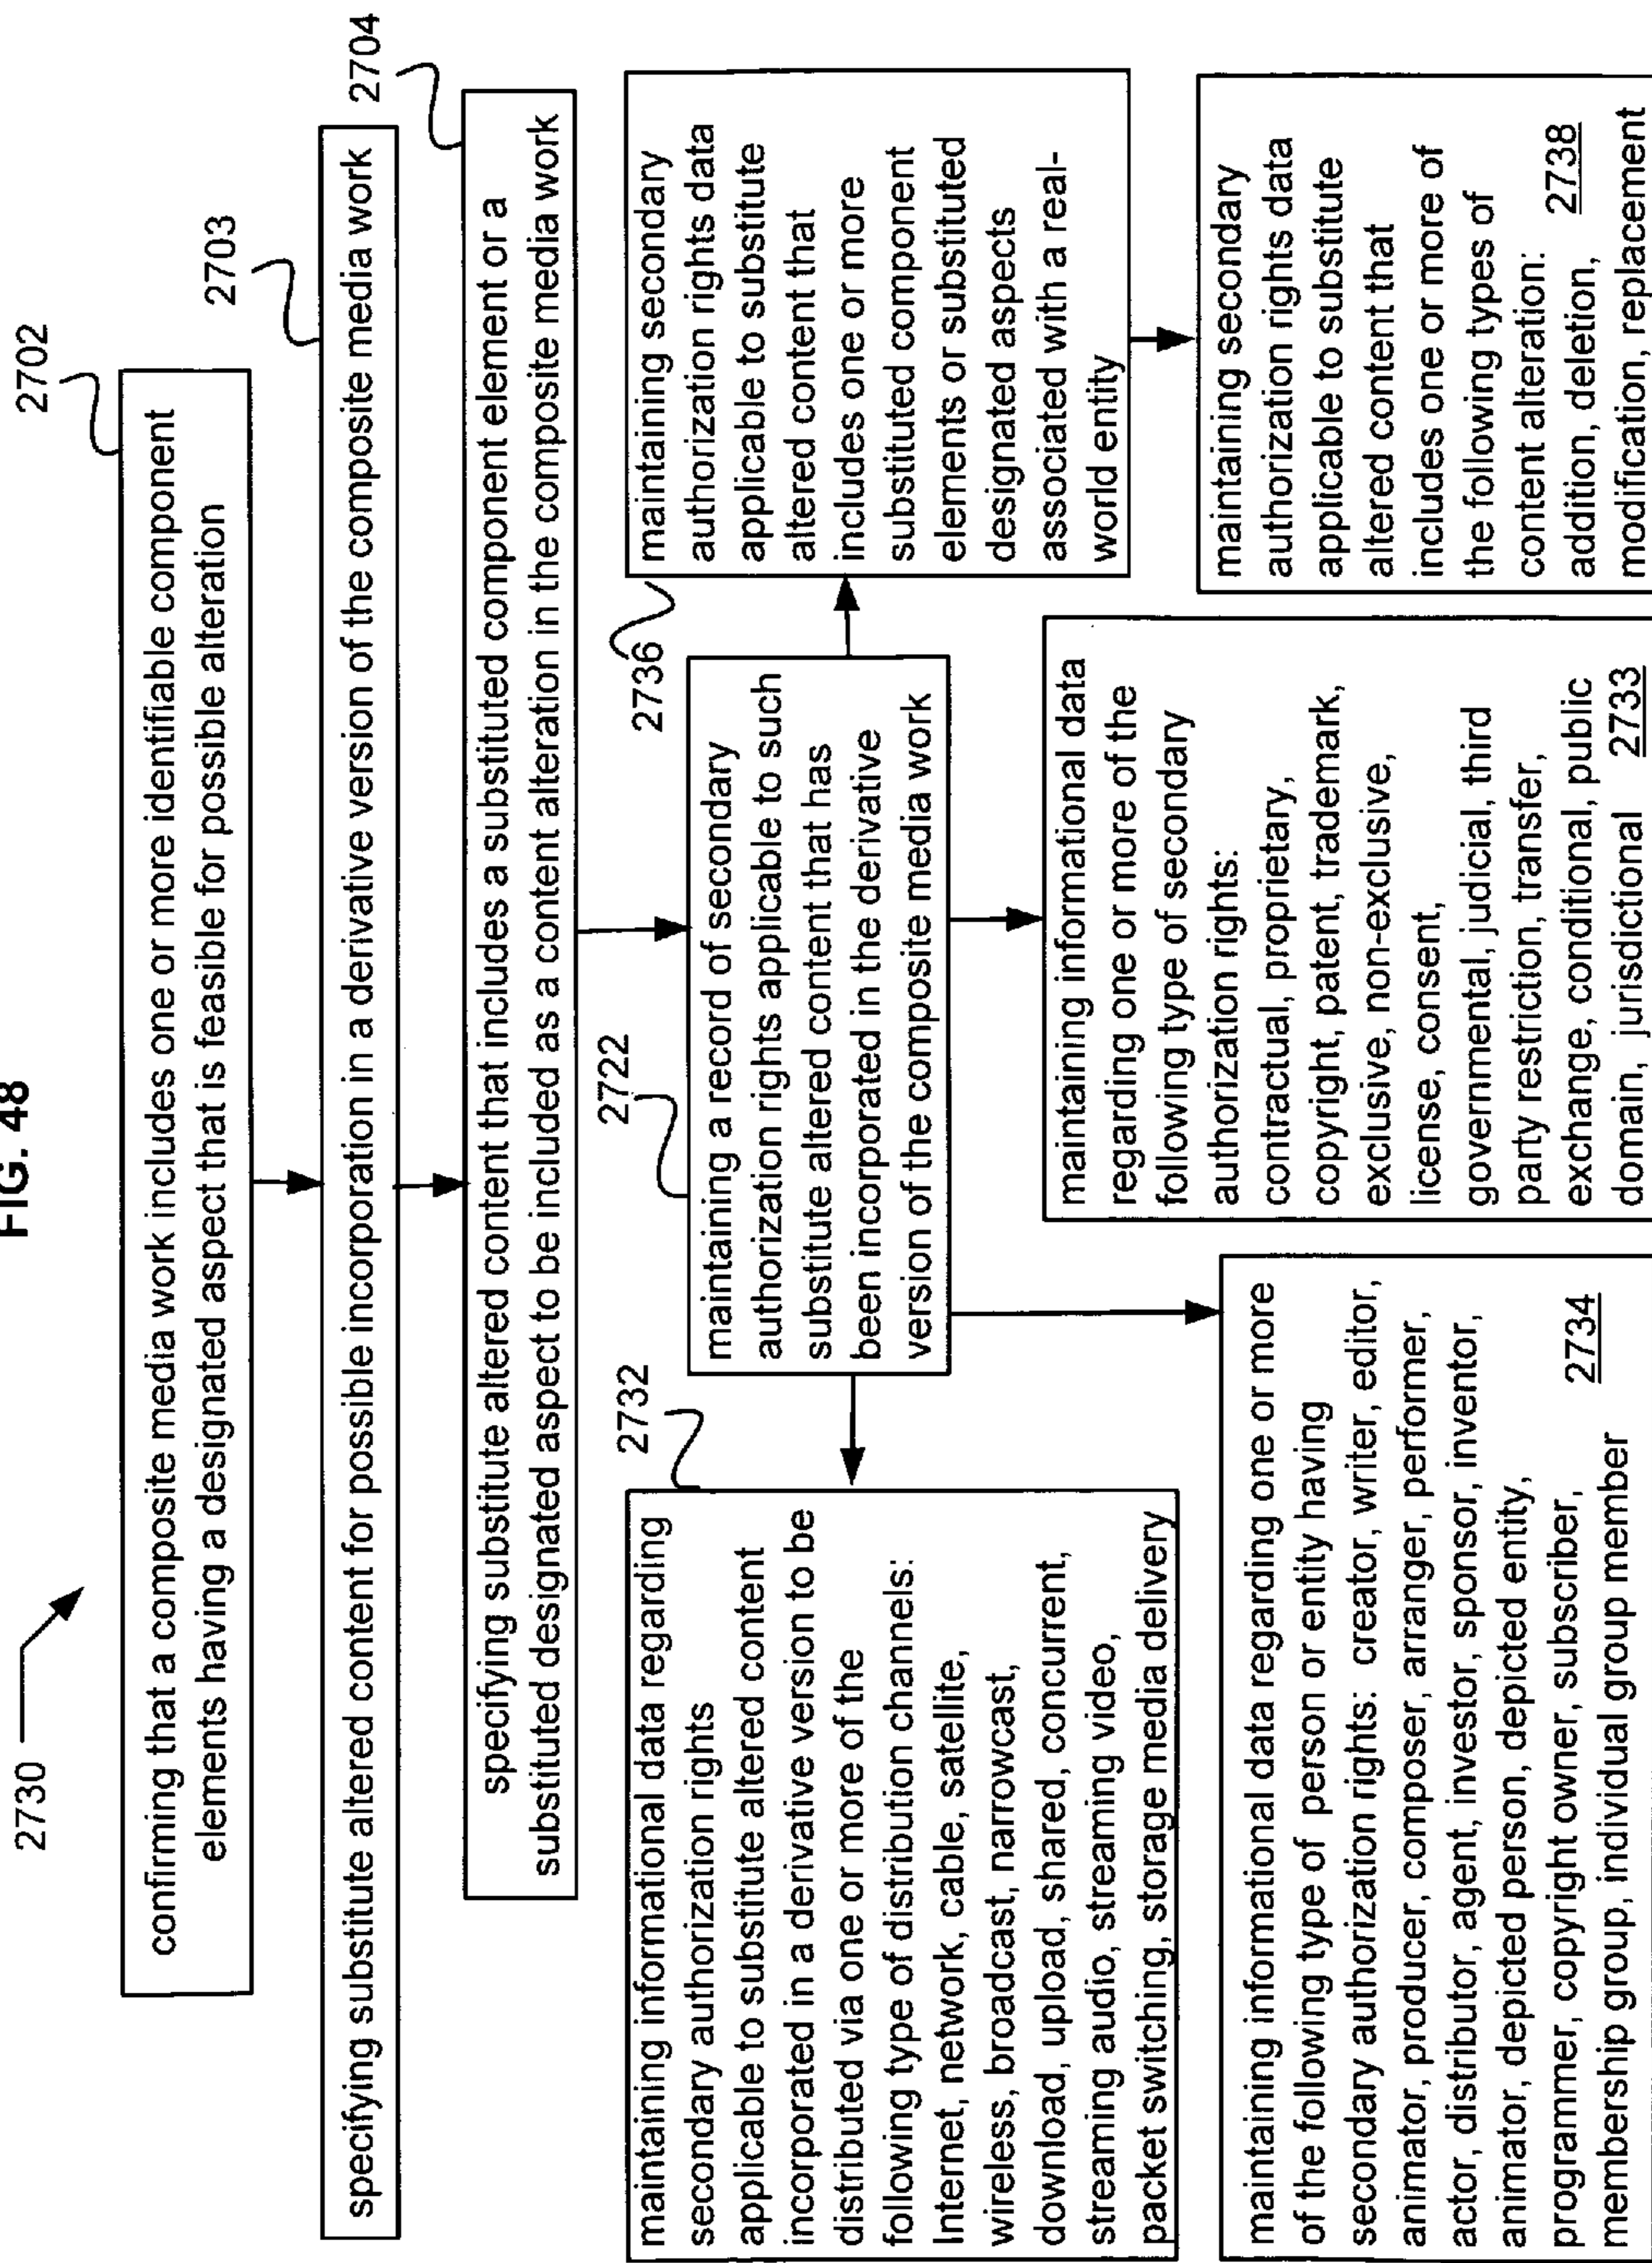 FIG. 48
2730
2702
confirming that a composite media work includes one or more identifiable component
elements having a designated aspect that is feasible for possible alteration
2703
specifying substitute altered content for possible incorporation in a derivative version of the composite media work
2704
specifying substitute altered content that includes a substituted component element or a
substituted designated aspect to be included as a content alteration in the composite media work
2732
maintaining informational data regarding
secondary authorization rights
applicable to substitute altered content
incorporated in a derivative version to be
distributed via one or more of the
following type of distribution channels:
Internet, network, cable, satellite,
wireless, broadcast, narrowcast,
download, upload, shared, concurrent,
streaming audio, streaming video,
packet switching, storage media delivery
2722
maintaining a record of secondary
authorization rights applicable to such
substitute altered content that has
been incorporated in the derivative
version of the composite media work
2736
maintaining secondary
authorization rights data
applicable to substitute
altered content that
includes one or more
substituted component
elements or substituted
designated aspects
associated with a real-
world entity
maintaining informational data regarding one or more
of the following type of person or entity having
secondary authorization rights: creator, writer, editor,
animator, producer, composer, arranger, performer,
actor, distributor, agent, investor, sponsor, inventor,
animator, depicted person, depicted entity,
programmer, copyright owner, subscriber,
membership group, individual group member
2734
maintaining informational data
regarding one or more of the
following type of secondary
authorization rights:
contractual, proprietary,
copyright, patent, trademark,
exclusive, non-exclusive,
license, consent,
governmental, judicial, third
party restriction, transfer,
exchange, conditional, public
domain, jurisdictional 2733
maintaining secondary
authorization rights data
applicable to substitute
altered content that
includes one or more of
the following types of
content alteration:
addition, deletion, 2738
modification, replacement